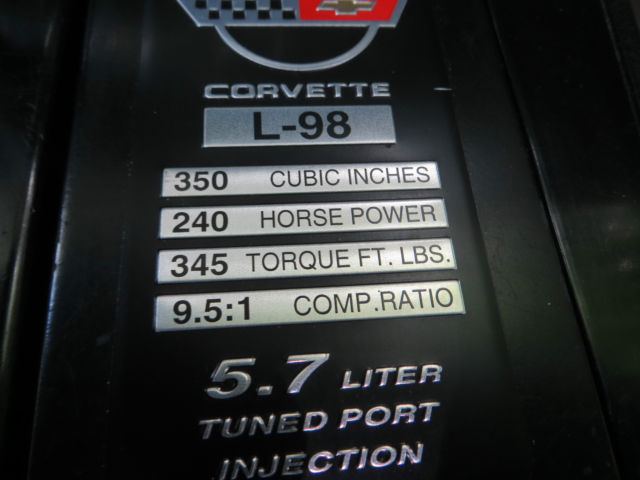 CORVETTE
L-98
350 CUBIC INCHES
240 HORSE POWER
345 TORQUE FT. LBS.
9.5:1 COMP.RATIO
5.7 LITER
TUNED PORT
INJECTION